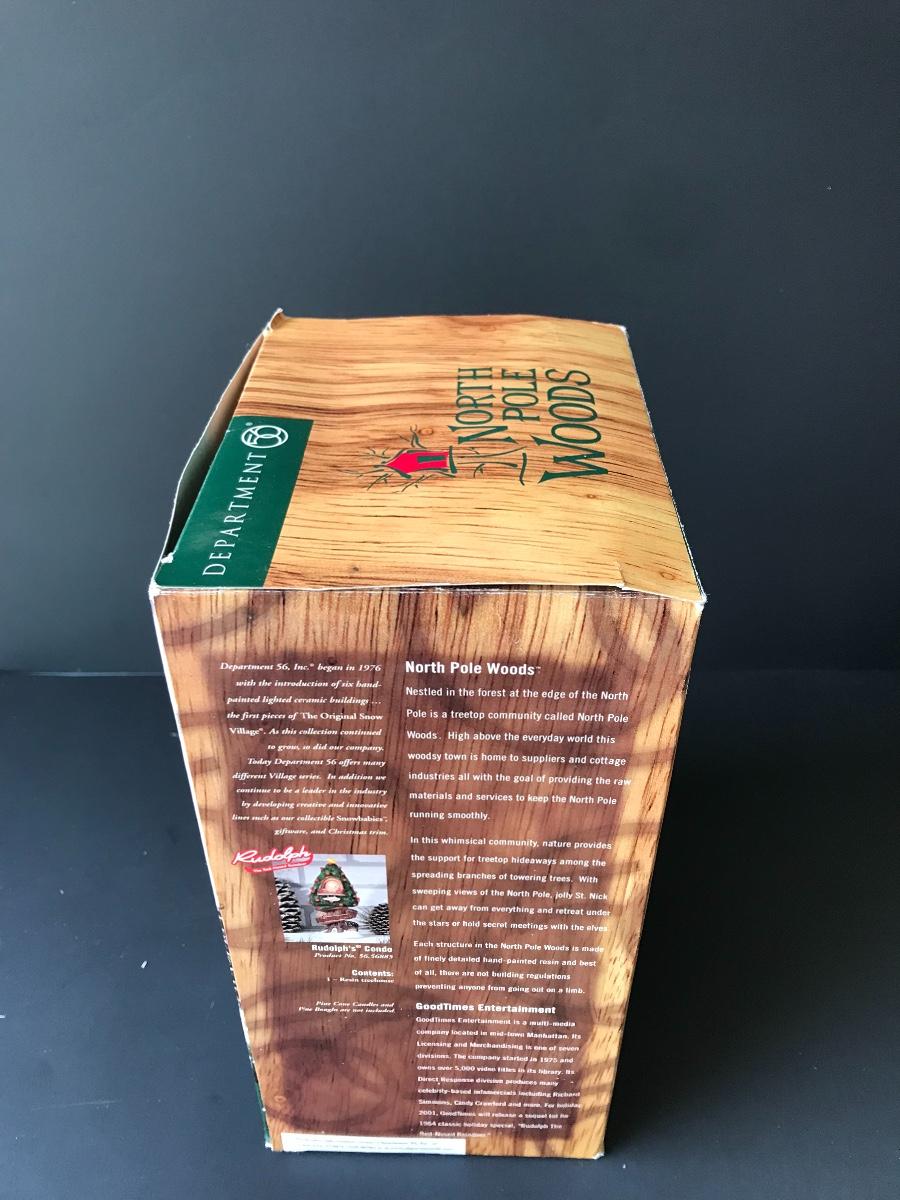 NORTH
POLE
WOODS
DEPARTMENT 56®
Department 56, Inc.® began in 1976
with the introduction of six hand-
painted lighted ceramic buildings ...
the first pieces of The Original Snow
Village®. As this collection continued
to grow, so did our company.
Today Department 56 offers many
different Village series. In addition we
continue to be a leader in the industry
by developing creative and innovative
lines such as our collectible Snowbabies™,
giftware, and Christmas trim.
Rudolph
The Red-Nosed Reindeer
Rudolph's™ Condo
Product No. 56.56885
Contents:
1 – Resin treehouse
Pine Cone Candles and
Pine Boughs are not included
North Pole Woods™
Nestled in the forest at the edge of the North
Pole is a treetop community called North Pole
Woods. High above the everyday world this
woodsy town is home to suppliers and cottage
industries all with the goal of providing the raw
materials and services to keep the North Pole
running smoothly.
In this whimsical community, nature provides
the support for treetop hideaways among the
spreading branches of towering trees. With
sweeping views of the North Pole, jolly St. Nick
can get away from everything and retreat under
the stars or hold secret meetings with the elves
Each structure in the North Pole Woods is made
of finely detailed hand-painted resin and best
of all, there are not building regulations
preventing anyone from going out on a limb.
GoodTimes Entertainment
GoodTimes Entertainment is a multi-media
company located in mid-town Manhattan. Its
Licensing and Merchandising is one of seven
divisions. The company started in 1975 and
owns over 5,000 video titles in its library. Its
Direct Response division produces many
celebrity-based infomercials including Richard
Simmons, Cindy Crawford and more. For holiday
2001, GoodTimes will release a sequel to the
1964 classic holiday special, "Rudolph The
Red-Nosed Reindeer."